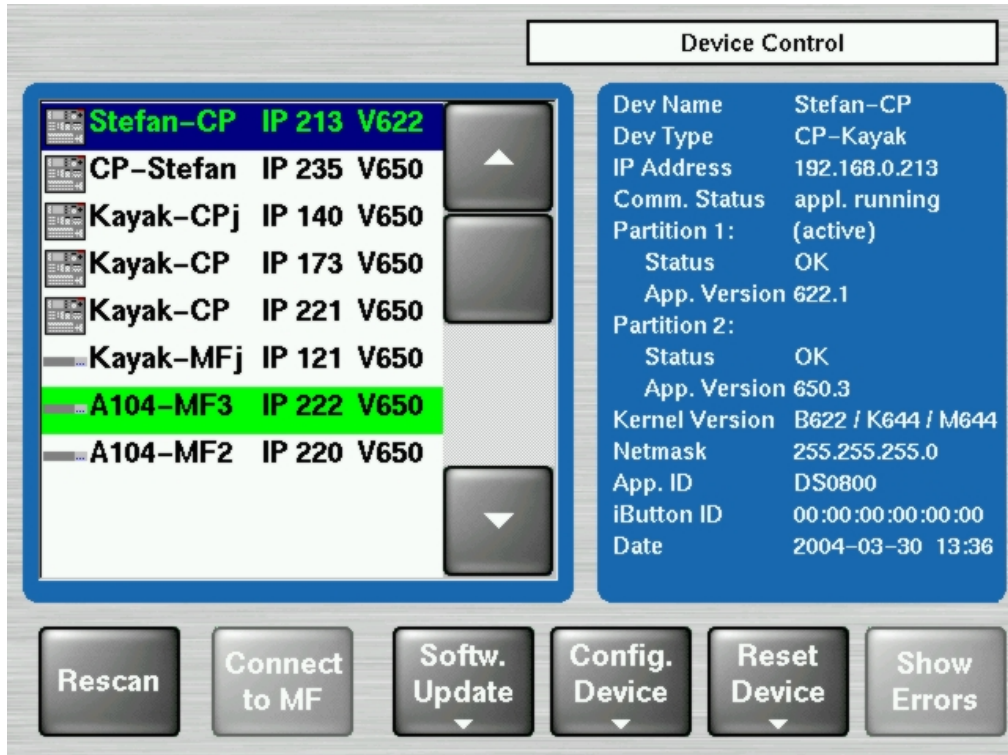 Device Control
Stefan-CP IP 213 V622
CP-Stefan IP 235 V650
Kayak-CPj IP 140 V650
Kayak-CP IP 173 V650
Kayak-CP IP 221 V650
Kayak-MFj IP 121 V650
A104-MF3 IP 222 V650
A104-MF2 IP 220 V650
Dev Name Stefan-CP
Dev Type CP-Kayak
IP Address 192.168.0.213
Comm. Status appl. running
Partition 1: (active)
Status OK
App. Version 622.1
Partition 2:
Status OK
App. Version 650.3
Kernel Version B622 / K644 / M644
Netmask 255.255.255.0
App. ID DS0800
iButton ID 00:00:00:00:00:00
Date 2004-03-30 13:36
Rescan
Connect
to MF
Softw.
Update
Config.
Device
Reset
Device
Show
Errors